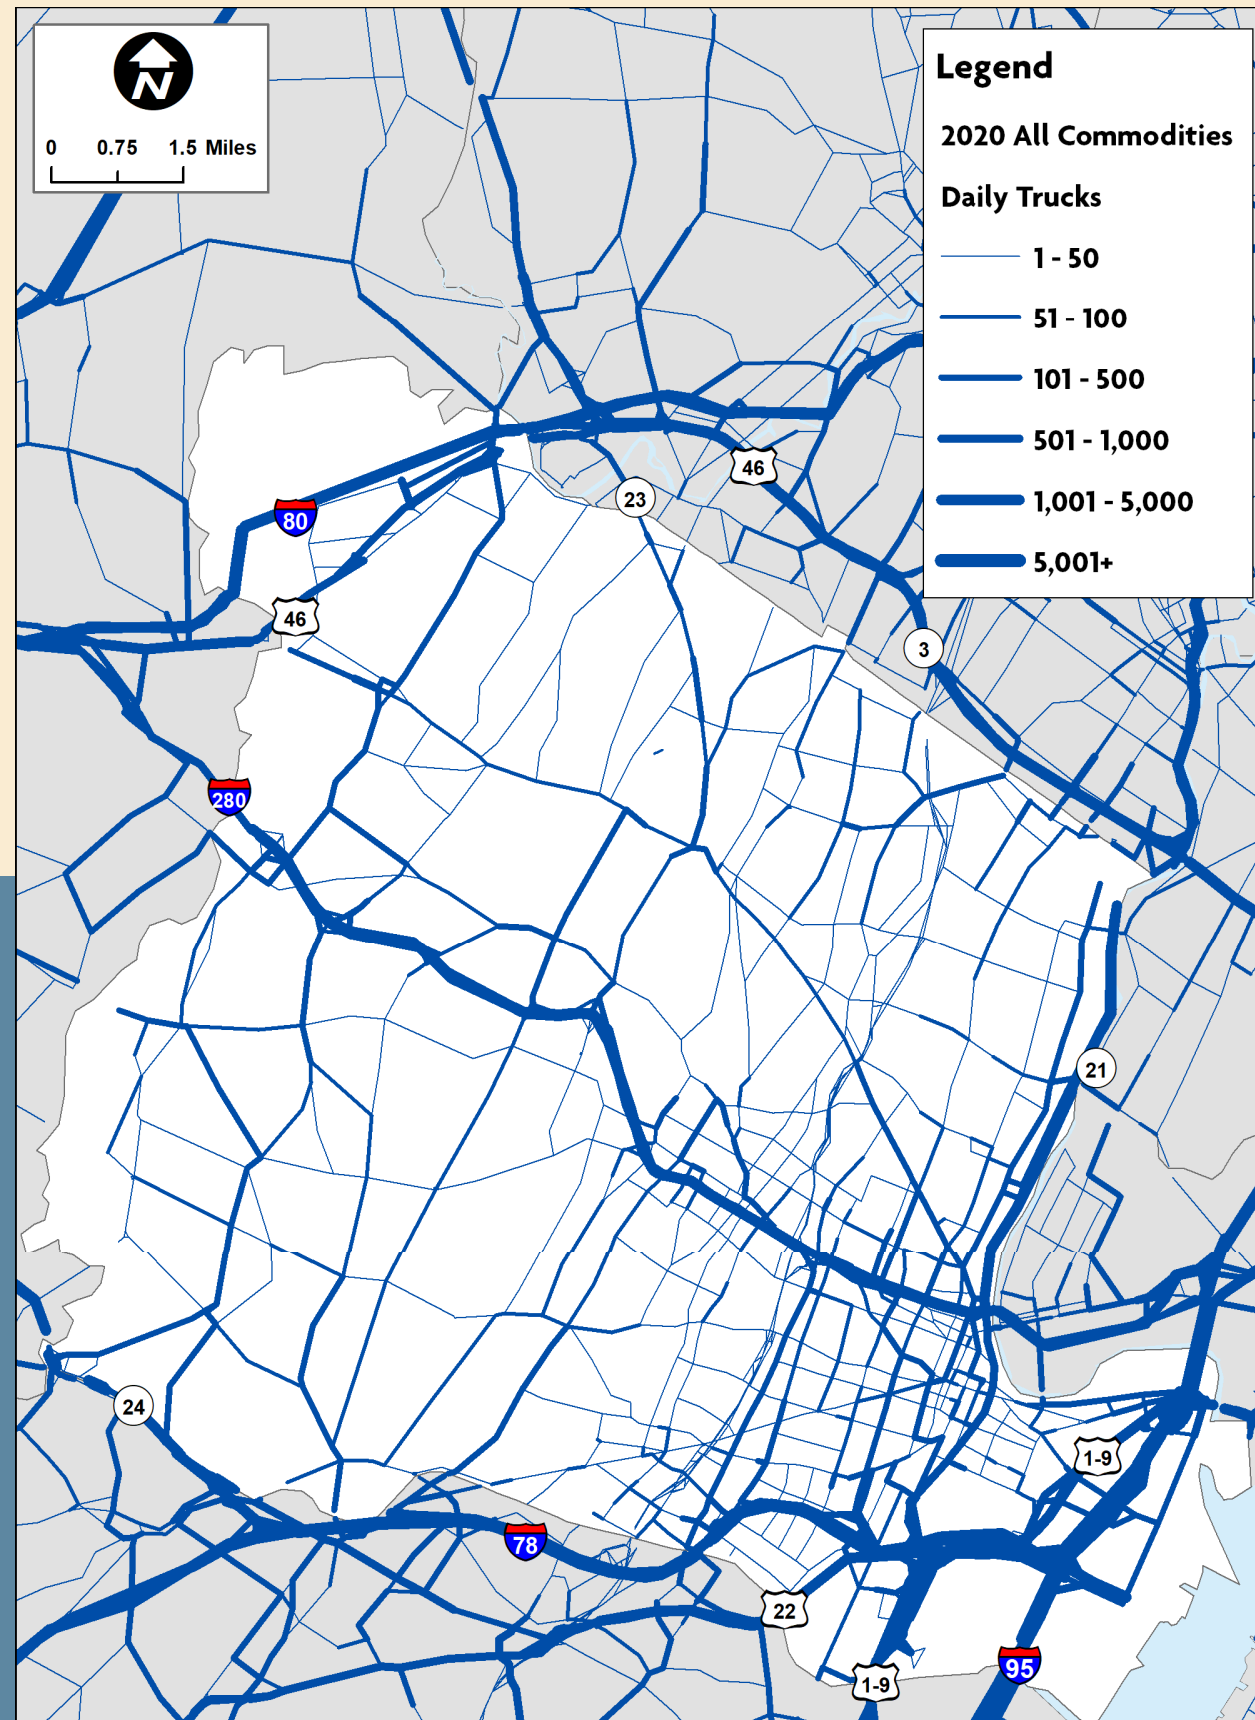 N
0 0.75 1.5 Miles
Legend
2020 All Commodities
Daily Trucks
1 - 50
51 - 100
101 - 500
501 - 1,000
1,001 - 5,000
5,001+
46
23
80
46
3
280
21
24
1-9
78
22
95
1-9